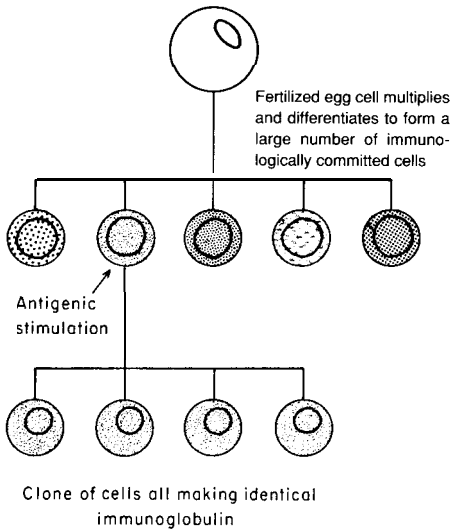 Fertilized egg cell multiplies
and differentiates to form a
large number of immuno-
logically committed cells
Antigenic
stimulation
Clone of cells all making identical
immunoglobulin